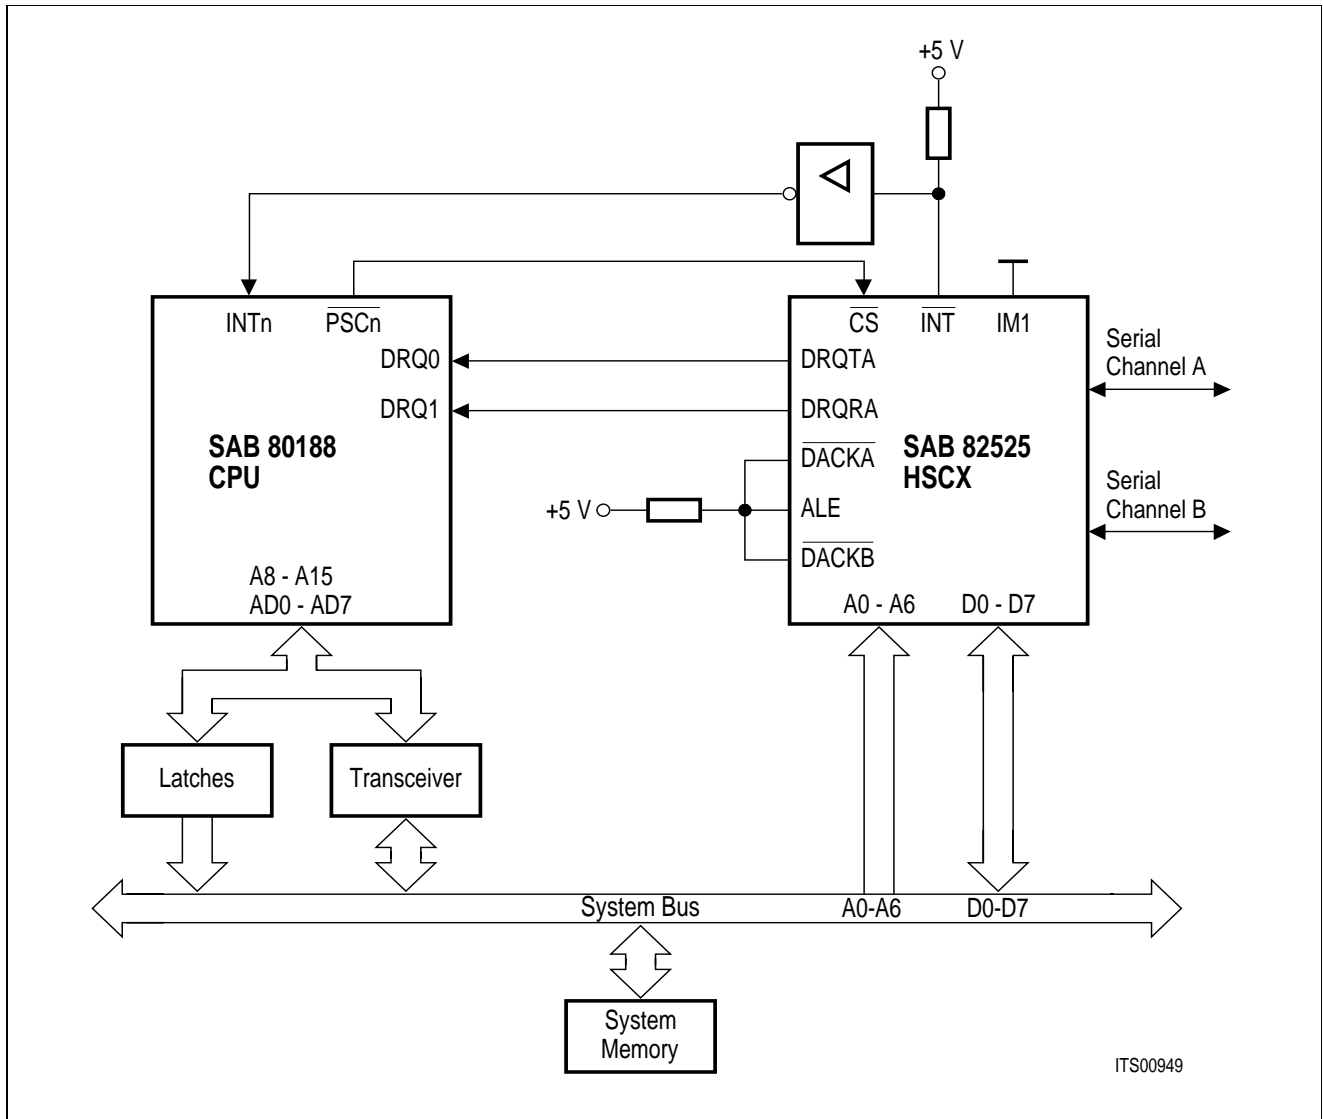 +5 V
INTn
PSCn
CS
INT
IM1
DRQ0
DRQTA
Serial
Channel A
DRQ1
DRQRA
SAB 80188
CPU
DACKA
SAB 82525
HSCX
Serial
Channel B
+5 V
ALE
DACKB
A8 - A15
AD0 - AD7
A0 - A6
D0 - D7
Latches
Transceiver
System Bus
A0-A6
D0-D7
System
Memory
ITS00949